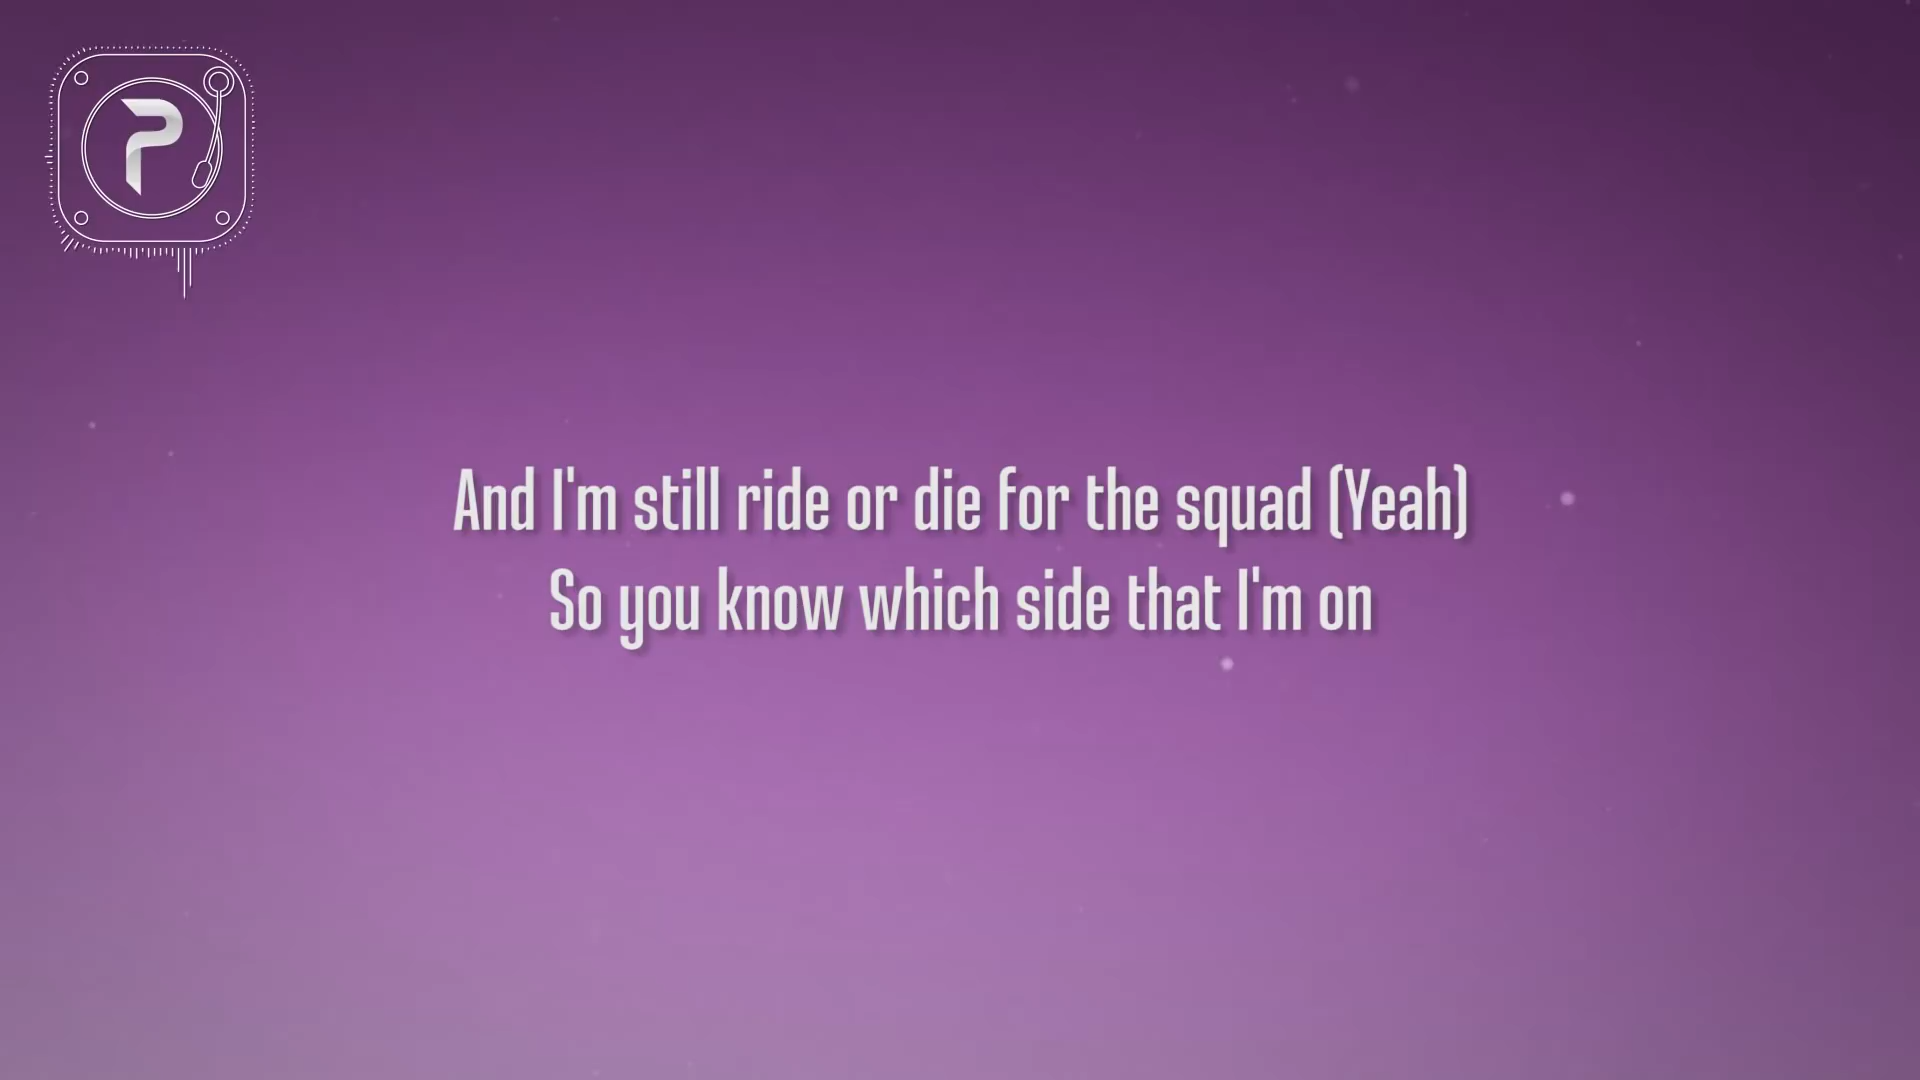 P
And I'm still ride or die for the squad (Yeah)
So you know which side that I'm on